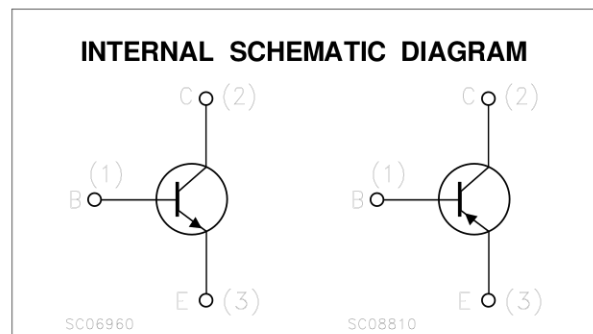 INTERNAL SCHEMATIC DIAGRAM
C (2)
(1)
B
E (3)
SC06960
C (2)
(1)
B
E (3)
SC08810